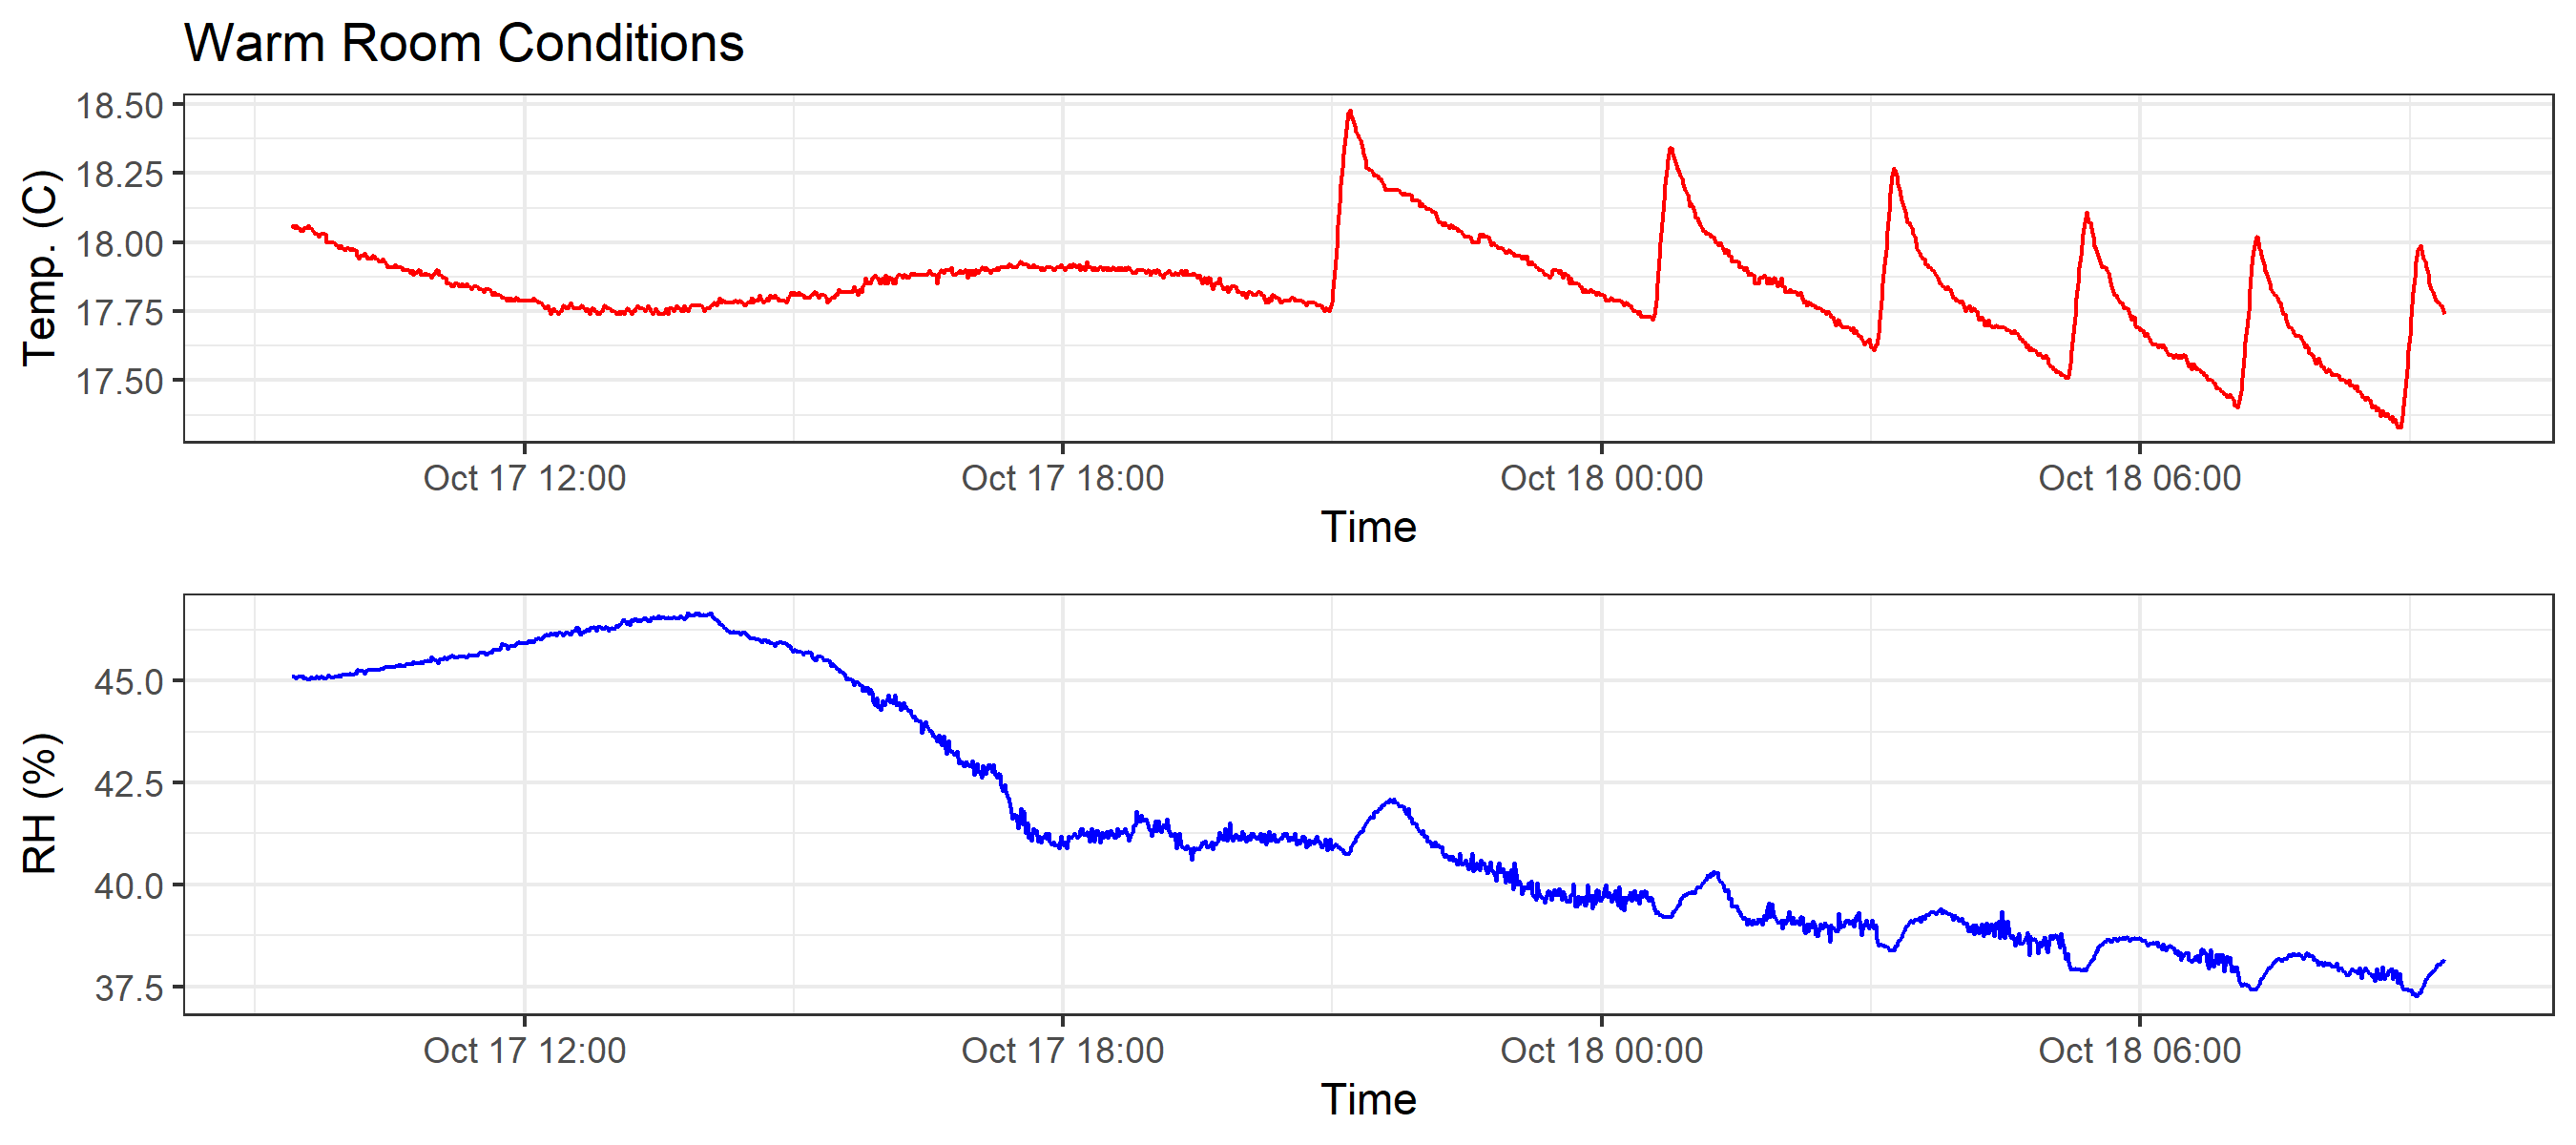 Warm Room Conditions
Temp. (C)
18.50
18.25
18.00
17.75
17.50
Oct 17 12:00 Oct 17 18:00 Oct 18 00:00 Oct 18 06:00
Time
RH (%)
45.0
42.5
40.0
37.5
Oct 17 12:00 Oct 17 18:00 Oct 18 00:00 Oct 18 06:00
Time